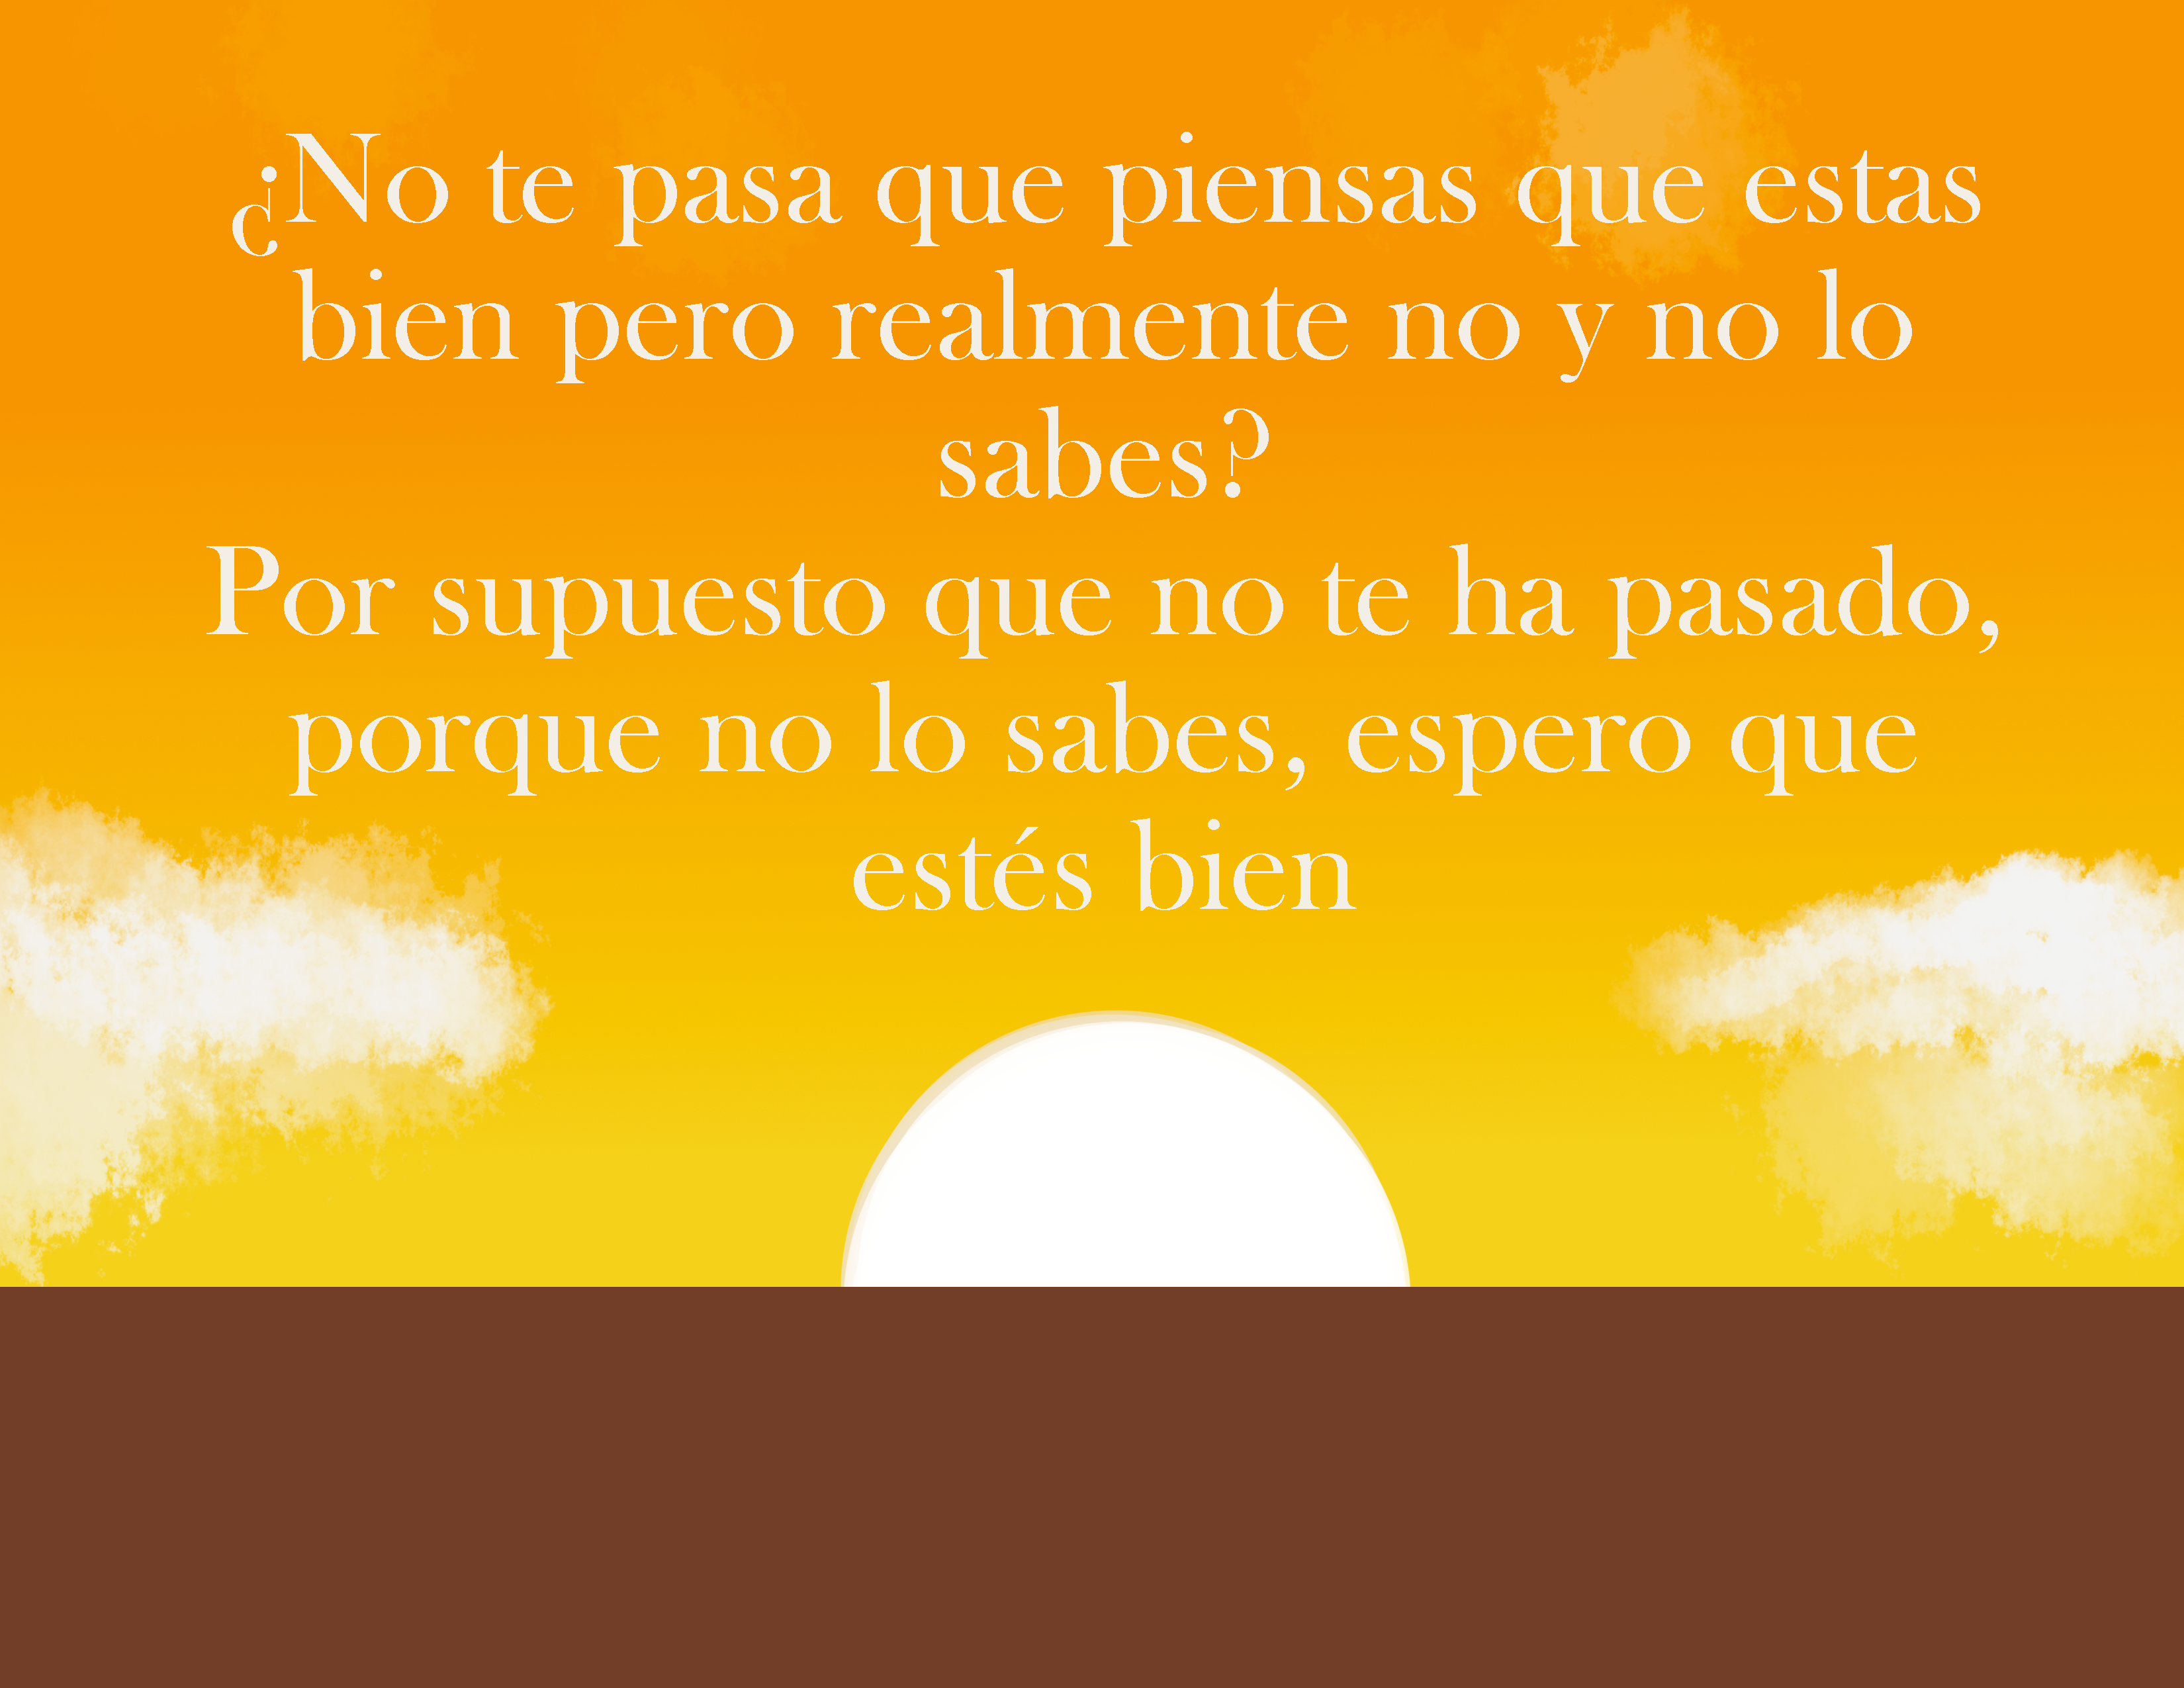 ¿No te pasa que piensas que estas
bien pero realmente no y no lo
sabes?
Por supuesto que no te ha pasado,
porque no lo sabes, espero que
estés bien